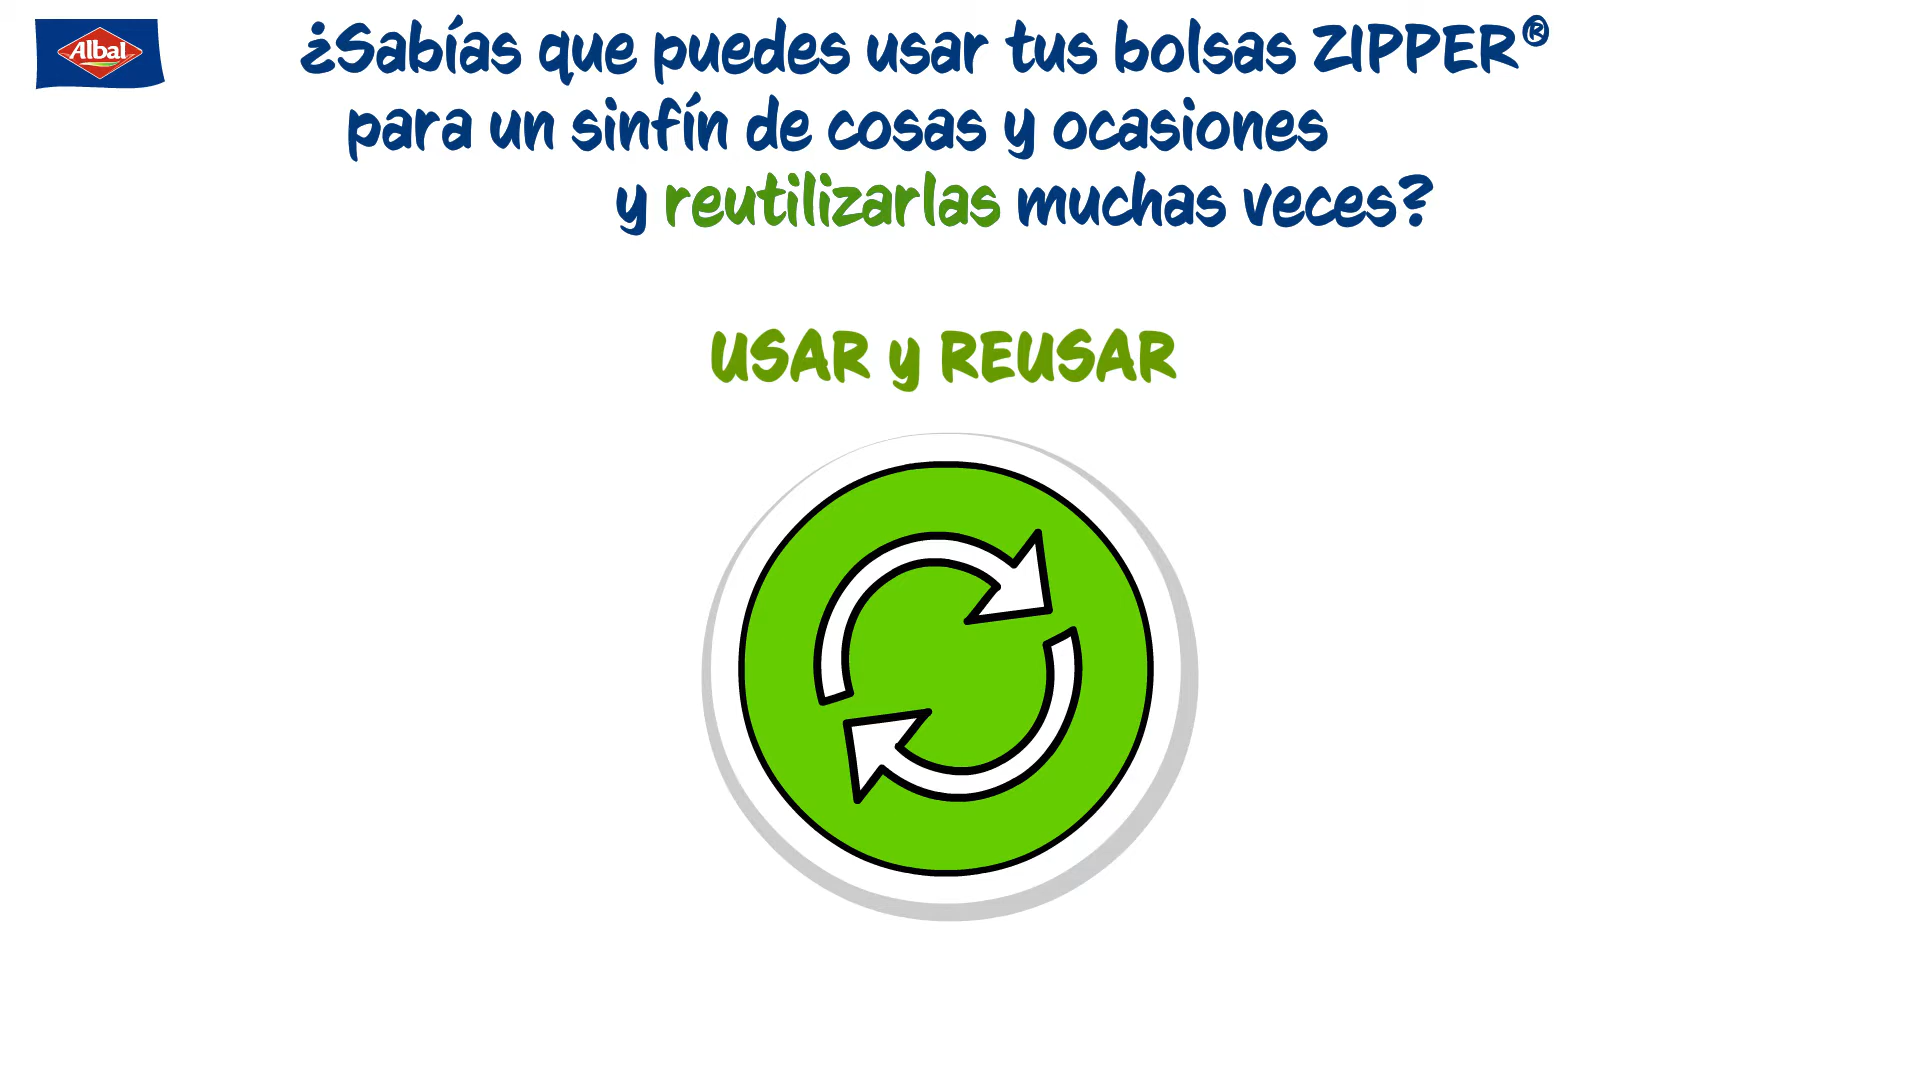 Albal
¿Sabías que puedes usar tus bolsas ZIPPER®
para un sinfín de cosas y ocasiones
y reutilizarlas muchas veces?
USAR y REUSAR